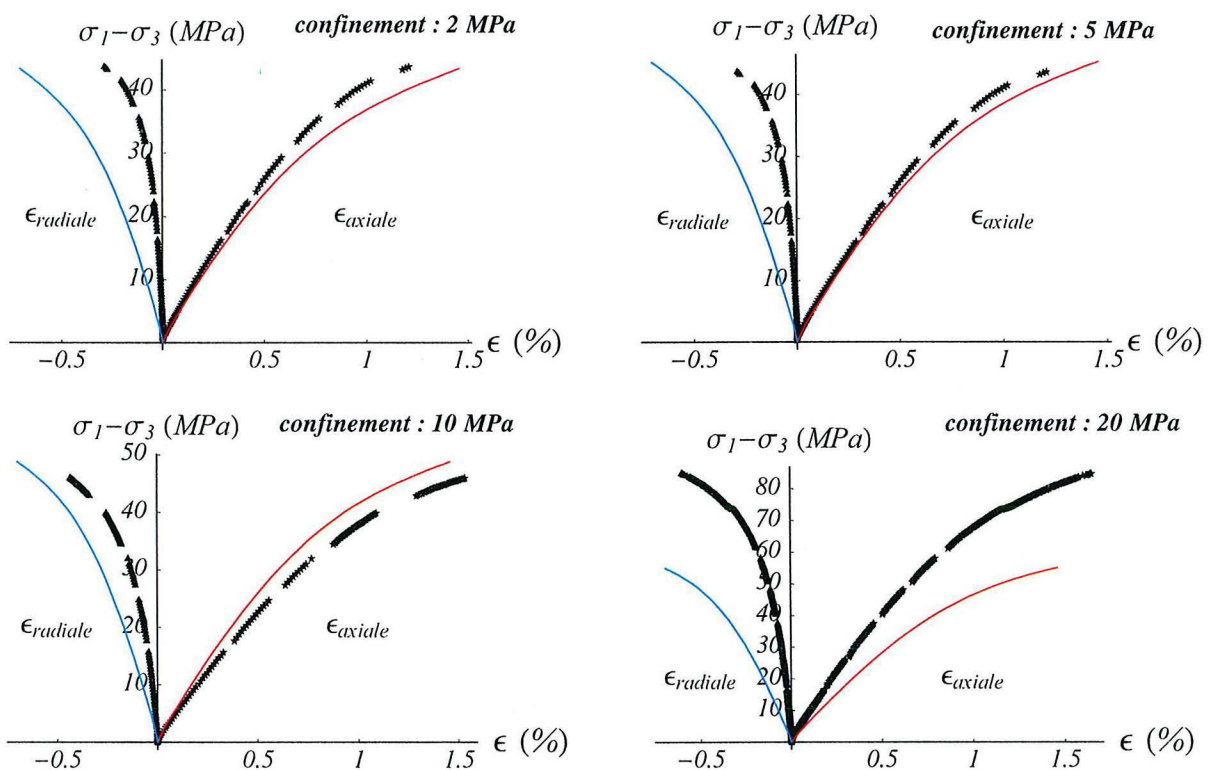 σ1−σ3 (MPa) confinement : 2 MPa
40
30
20
10
ϵradiale ϵaxiale
−0.5 0.5 1 1.5 ϵ (%)
σ1−σ3 (MPa) confinement : 5 MPa
40
30
20
10
ϵradiale ϵaxiale
−0.5 0.5 1 1.5 ϵ (%)
σ1−σ3 (MPa) confinement : 10 MPa
50
40
30
20
10
ϵradiale ϵaxiale
−0.5 0.5 1 1.5 ϵ (%)
σ1−σ3 (MPa) confinement : 20 MPa
80
70
60
50
40
30
20
10
ϵradiale ϵaxiale
−0.5 0.5 1 1.5 ϵ (%)